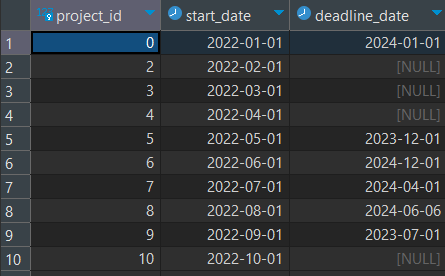 project_id start_date deadline_date
1 0 2022-01-01 2024-01-01
2 2 2022-02-01 [NULL]
3 3 2022-03-01 [NULL]
4 4 2022-04-01 [NULL]
5 5 2022-05-01 2023-12-01
6 6 2022-06-01 2024-12-01
7 7 2022-07-01 2024-04-01
8 8 2022-08-01 2024-06-06
9 9 2022-09-01 2023-07-01
10 10 2022-10-01 [NULL]